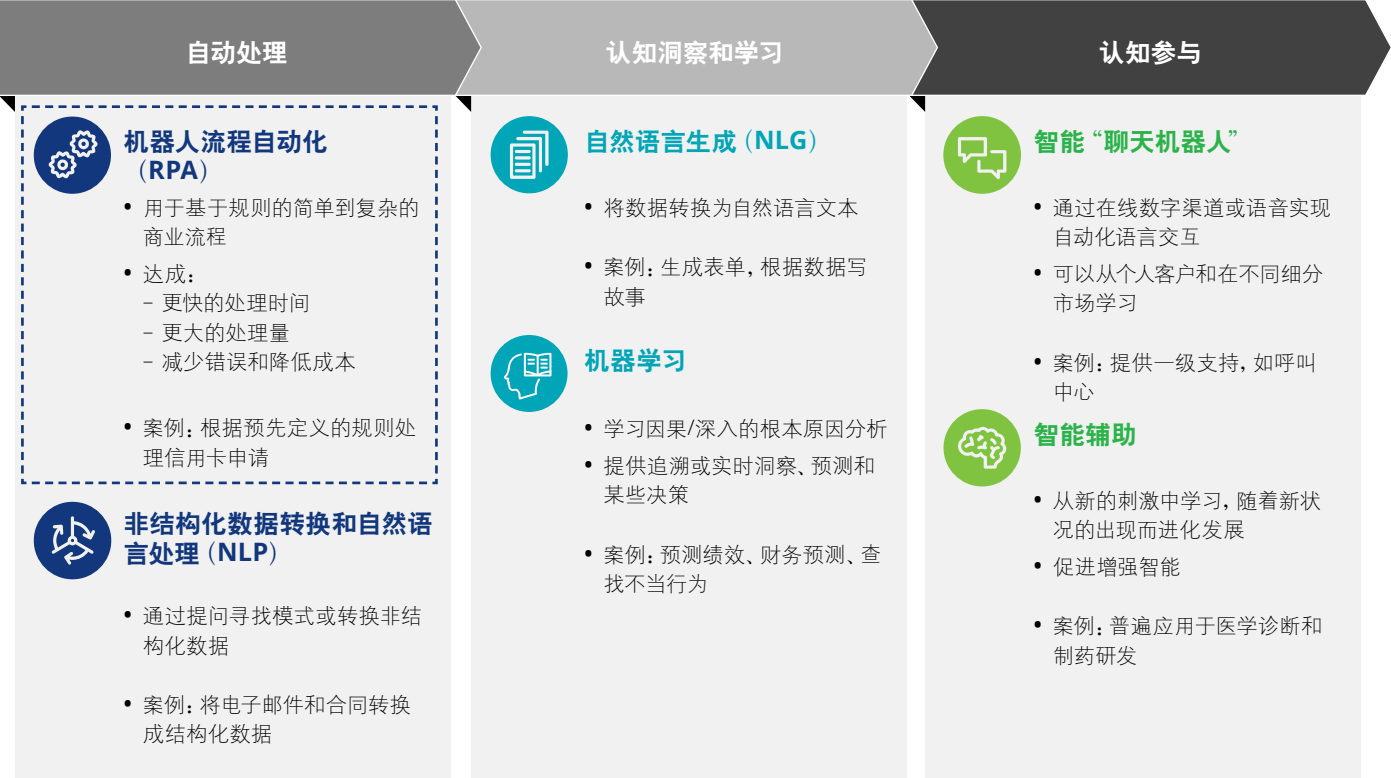 自动处理
认知洞察和学习
认知参与
机器人流程自动化
（RPA）
• 用于基于规则的简单到复杂的
商业流程
• 达成：
– 更快的处理时间
– 更大的处理量
– 减少错误和降低成本
• 案例：根据预先定义的规则处
理信用卡申请
非结构化数据转换和自然语
言处理（NLP）
• 通过提问寻找模式或转换非结
构化数据
• 案例：将电子邮件和合同转换
成结构化数据
自然语言生成（NLG）
• 将数据转换为自然语言文本
• 案例：生成表单，根据数据写
故事
机器学习
• 学习因果/深入的根本原因分析
• 提供追溯或实时洞察、预测和
某些决策
• 案例：预测绩效、财务预测、查
找不当行为
智能“聊天机器人”
• 通过在线数字渠道或语音实现
自动化语言交互
• 可以从个人客户和在不同细分
市场学习
• 案例：提供一级支持，如呼叫
中心
智能辅助
• 从新的刺激中学习，随着新状
况的出现而进化发展
• 促进增强智能
• 案例：普遍应用于医学诊断和
制药研发